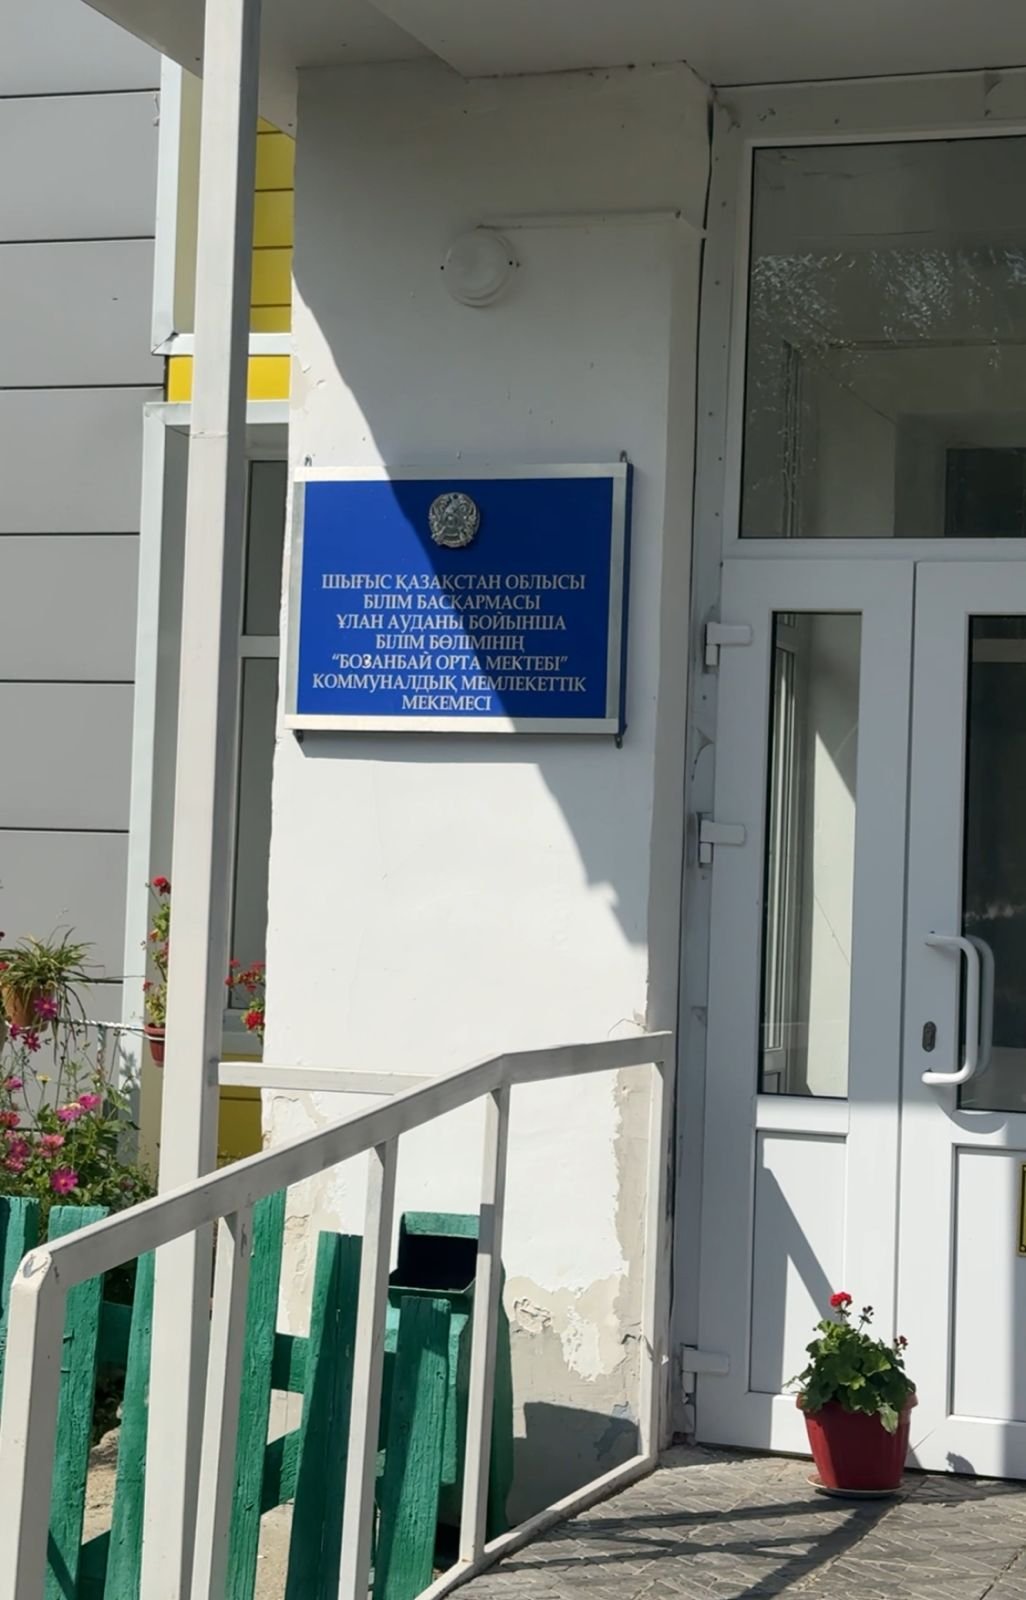 ШЫҒЫС ҚАЗАҚСТАН ОБЛЫСЫ
БІЛІМ БАСҚАРМАСЫ
ҰЛАН АУДАНЫ БОЙЫНША
БІЛІМ БӨЛІМІНІҢ
“БОЗАНБАЙ ОРТА МЕКТЕБІ”
КОММУНАЛДЫҚ МЕМЛЕКЕТТІК
МЕКЕМЕСІ